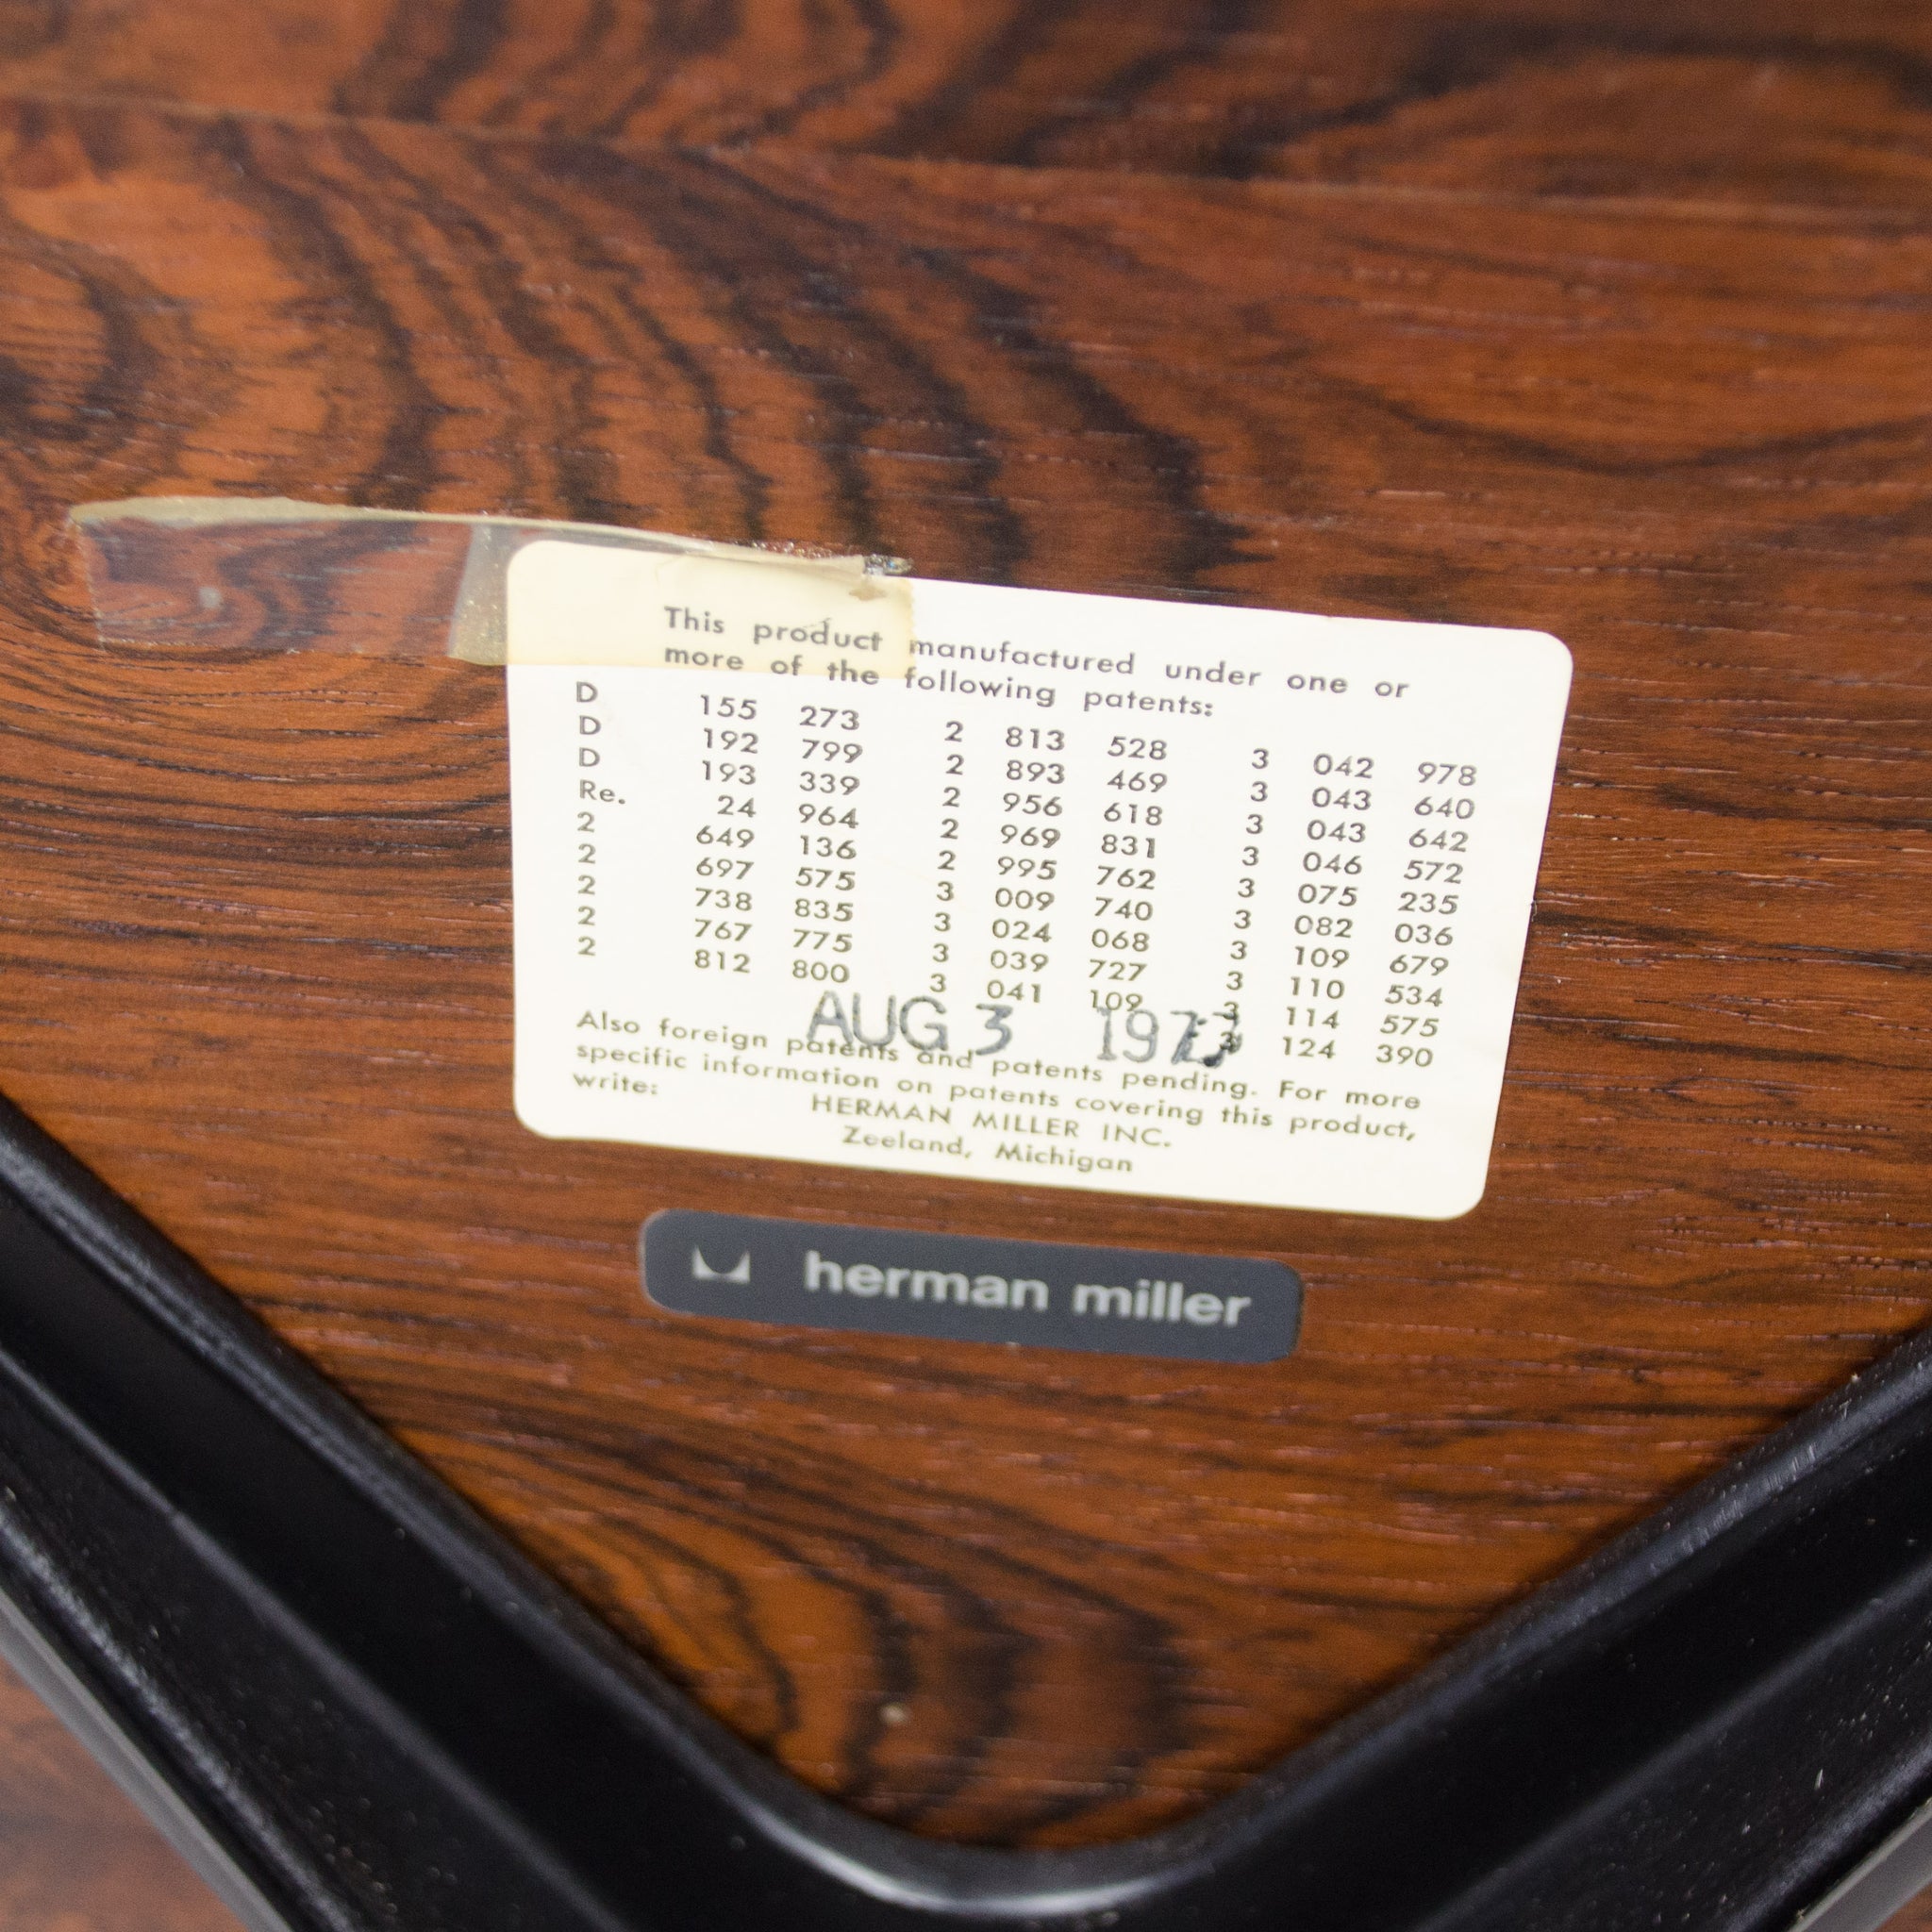 This product manufactured under one or
more of the following patents:
D 155 273 2 813 528 3 042 978
D 192 799 2 893 469 3 043 640
D 193 339 2 956 618 3 043 642
Re. 24 964 2 969 831 3 046 572
2 649 136 2 995 762 3 075 235
2 697 575 3 009 740 3 082 036
2 738 835 3 024 068 3 109 679
2 767 775 3 039 727 3 110 534
2 812 800 3 041 109 3 114 575
3 124 390
AUG 3
Also foreign patents and patents pending. For more
specific information on patents covering this product,
write:
HERMAN MILLER INC.
Zeeland, Michigan
herman miller